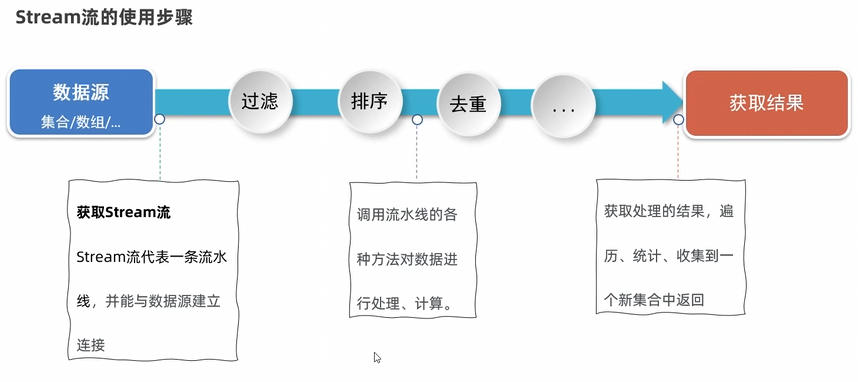 Stream流的使用步骤
数据源
集合/数组/...
过滤
排序
去重
...
获取结果
获取Stream流
Stream流代表一条流水
线，并能与数据源建立
连接
调用流水线的各
种方法对数据进
行处理、计算。
获取处理的结果，遍
历、统计、收集到一
个新集合中返回